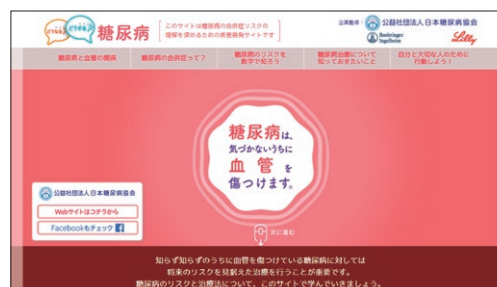 どうなる? どうする? 糖尿病
このサイトは糖尿病の合併症リスクの
理解を深めるための疾患啓発サイトです
公益社団法人日本糖尿病協会
Boehringer
Ingelheim
Lilly
糖尿病と血管の関係
糖尿病の合併症って?
糖尿病のリスクを
数字で知ろう
糖尿病治療について
知っておきたいこと
自分と大切な人のために
行動しよう!
糖尿病は、
気づかないうちに
血管を
傷つけます。
公益社団法人日本糖尿病協会
Webサイトはコチラから
Facebookもチェック
次に進む
知らず知らずのうちに血管を傷つけている糖尿病に対しては
将来のリスクを見据えた治療を行うことが重要です。
糖尿病のリスクと治療法について、このサイトで学んでいきましょう。